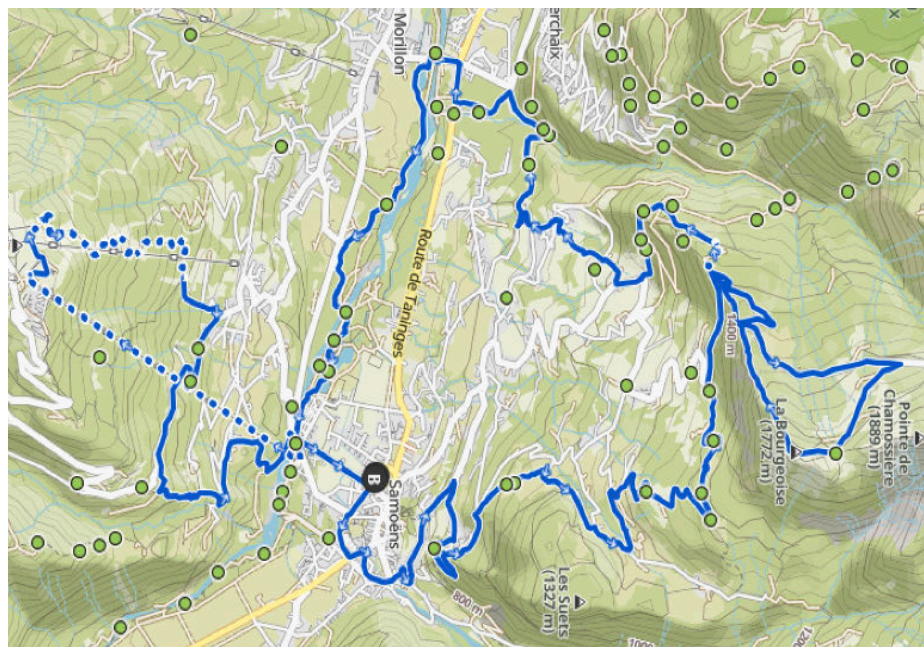 Morillon
erchaix
Route de Taninges
1400 m
Pointe de
Chamossière
(1889 m)
La Bourgeoise
(1772 m)
B
Samoëns
Les Suets
(1327 m)
800 m